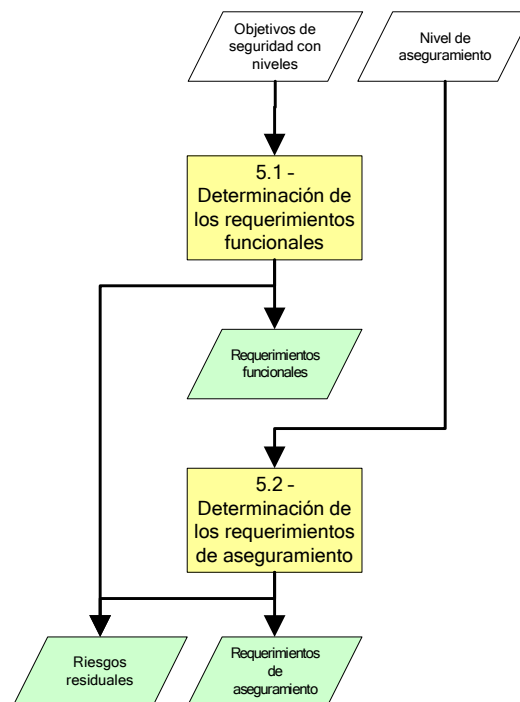 Objetivos de
seguridad con
niveles
Nivel de
aseguramiento
5.1 -
Determinación de
los requerimientos
funcionales
Requerimientos
funcionales
5.2 -
Determinación de
los requerimientos
de aseguramiento
Riesgos
residuales
Requerimientos
de
aseguramiento